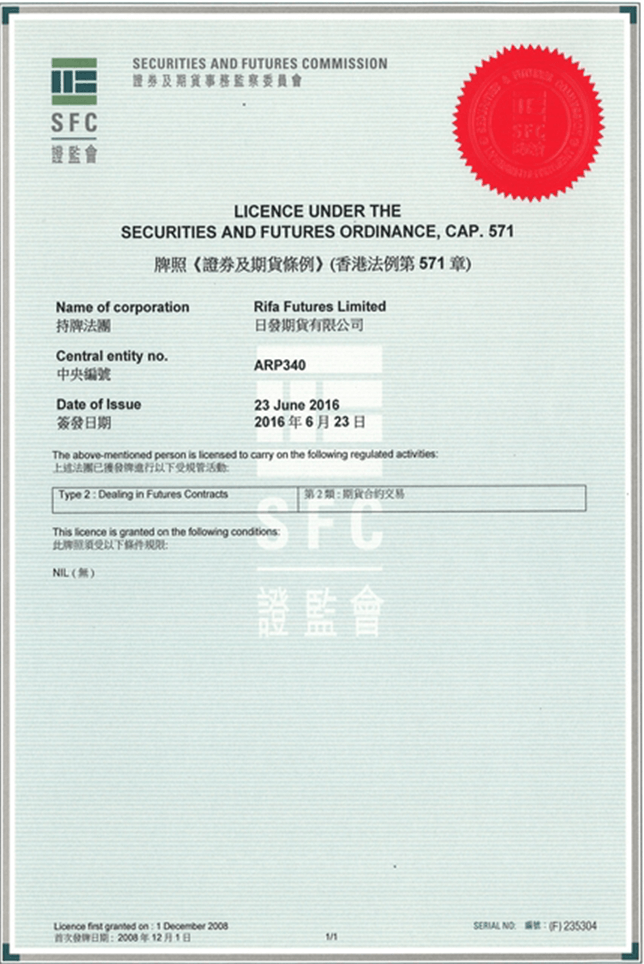 SECURITIES AND FUTURES COMMISSION
證券及期貨事務監察委員會
SFC
證監會
SFC
LICENCE UNDER THE
SECURITIES AND FUTURES ORDINANCE, CAP. 571
牌照《證券及期貨條例》(香港法例第 571 章)
Name of corporation Rifa Futures Limited
持牌法團 日發期貨有限公司
Central entity no. ARP340
中央編號
Date of Issue 23 June 2016
簽發日期 2016 年 6 月 23 日
The above-mentioned person is licensed to carry on the following regulated activities:
上述法團已獲發牌進行以下受規管活動:
Type 2 : Dealing in Futures Contracts 第 2 類 : 期貨合約交易
This licence is granted on the following conditions:
此牌照須受以下條件規限:
NIL ( 無 )
SFC
證監會
Licence first granted on : 1 December 2008
首次發牌日期 : 2008 年 12 月 1 日
1/1
SERIAL NO: 編號 : (F) 235304